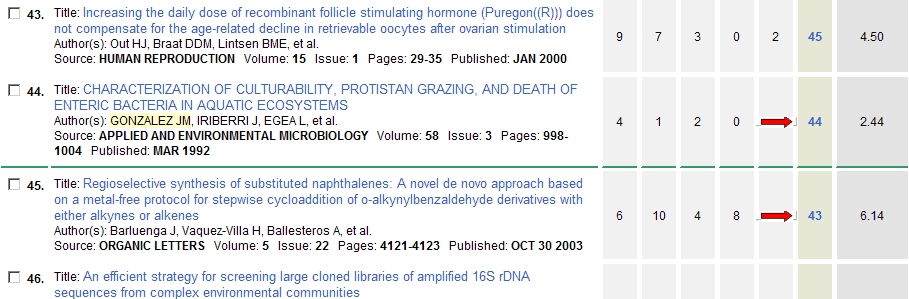 43. Title: Increasing the daily dose of recombinant follicle stimulating hormone (Puregon((R))) does
not compensate for the age-related decline in retrievable oocytes after ovarian stimulation
Author(s): Out HJ, Braat DDM, Lintsen BME, et al.
Source: HUMAN REPRODUCTION Volume: 15 Issue: 1 Pages: 29-35 Published: JAN 2000
9 7 3 0 2 45 4.50
44. Title: CHARACTERIZATION OF CULTURABILITY, PROTISTAN GRAZING, AND DEATH OF
ENTERIC BACTERIA IN AQUATIC ECOSYSTEMS
Author(s): GONZALEZ JM, IRIBERRI J, EGEA L, et al.
Source: APPLIED AND ENVIRONMENTAL MICROBIOLOGY Volume: 58 Issue: 3 Pages: 998-
1004 Published: MAR 1992
4 1 2 0 44 2.44
45. Title: Regioselective synthesis of substituted naphthalenes: A novel de novo approach based
on a metal-free protocol for stepwise cycloaddition of o-alkynylbenzaldehyde derivatives with
either alkynes or alkenes
Author(s): Barluenga J, Vaquez-Villa H, Ballesteros A, et al.
Source: ORGANIC LETTERS Volume: 5 Issue: 22 Pages: 4121-4123 Published: OCT 30 2003
6 10 4 8 43 6.14
46. Title: An efficient strategy for screening large cloned libraries of amplified 16S rDNA
sequences from complex environmental communities